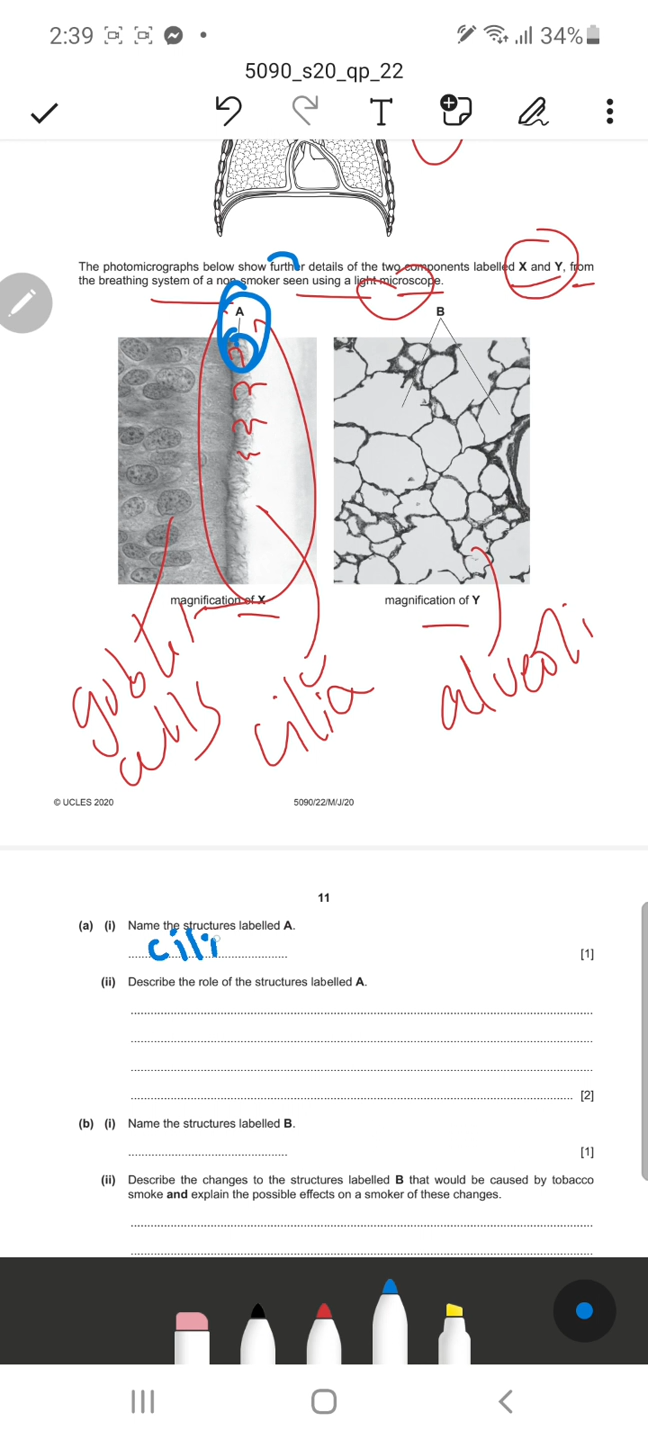 2:39
34%
5090_s20_qp_22
T
The photomicrographs below show further details of the two components labelled X and Y, from
the breathing system of a non-smoker seen using a light microscope.
A
B
magnification of X
magnification of Y
goblet
cells
cilia
alveoli
© UCLES 2020
5090/22/M/J/20
11
(a) (i) Name the structures labelled A.
cili
[1]
(ii) Describe the role of the structures labelled A.
[2]
(b) (i) Name the structures labelled B.
[1]
(ii) Describe the changes to the structures labelled B that would be caused by tobacco
smoke and explain the possible effects on a smoker of these changes.